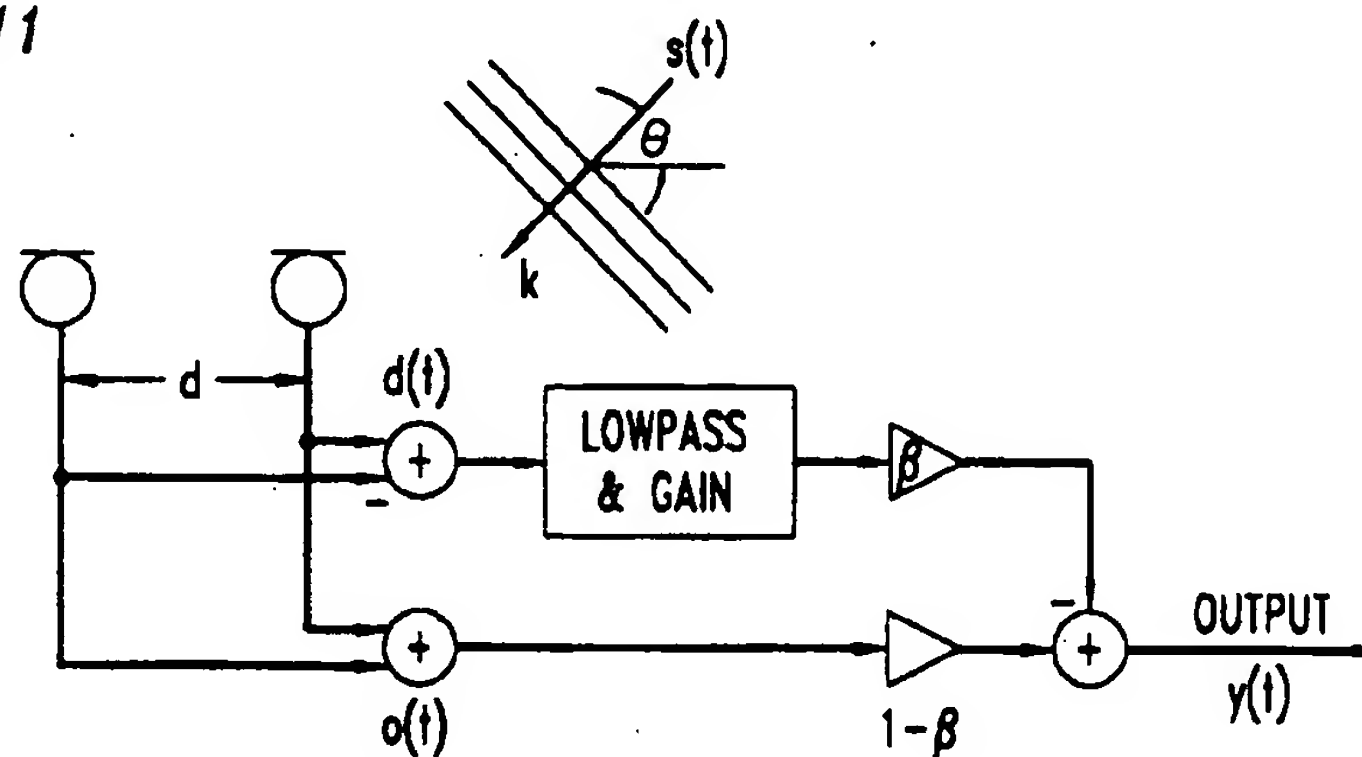 11
s(t)
θ
k
d
d(t)
+
-
LOWPASS
& GAIN
β
-
+
o(t)
1-β
+
OUTPUT
y(t)